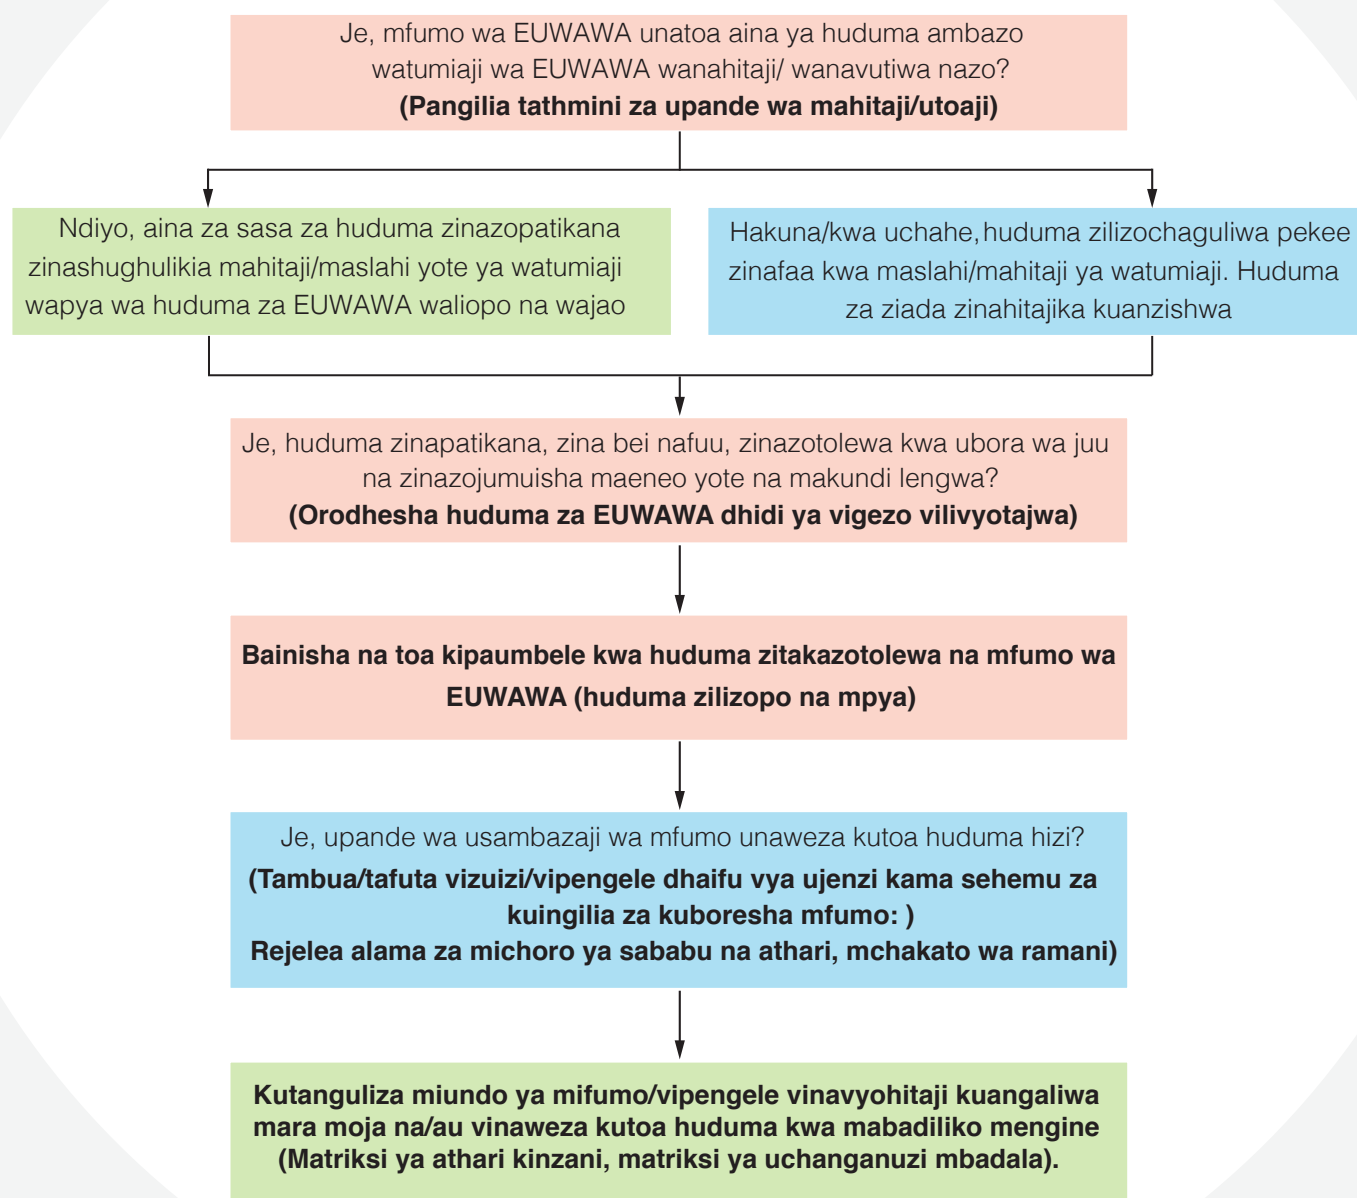 Je, mfumo wa EUWAWA unatoa aina ya huduma ambazo
watumiaji wa EUWAWA wanahitaji/ wanavutiwa nazo?
(Pangilia tathmini za upande wa mahitaji/utoaji)
Ndiyo, aina za sasa za huduma zinazopatikana
zinashughulikia mahitaji/maslahi yote ya watumiaji
wapya wa huduma za EUWAWA waliopo na wajao
Hakuna/kwa uchahe, huduma zilizochaguliwa pekee
zinafaa kwa maslahi/mahitaji ya watumiaji. Huduma
za ziada zinahitajika kuanzishwa
Je, huduma zinapatikana, zina bei nafuu, zinazotolewa kwa ubora wa juu
na zinazojumuisha maeneo yote na makundi lengwa?
(Orodhesha huduma za EUWAWA dhidi ya vigezo vilivyotajwa)
Bainisha na toa kipaumbele kwa huduma zitakazotolewa na mfumo wa
EUWAWA (huduma zilizopo na mpya)
Je, upande wa usambazaji wa mfumo unaweza kutoa huduma hizi?
(Tambua/tafuta vizuizi/vipengele dhaifu vya ujenzi kama sehemu za
kuingilia za kuboresha mfumo: )
Rejelea alama za michoro ya sababu na athari, mchakato wa ramani)
Kutanguliza miundo ya mifumo/vipengele vinavyohitaji kuangaliwa
mara moja na/au vinaweza kutoa huduma kwa mabadiliko mengine
(Matriksi ya athari kinzani, matriksi ya uchanganuzi mbadala).